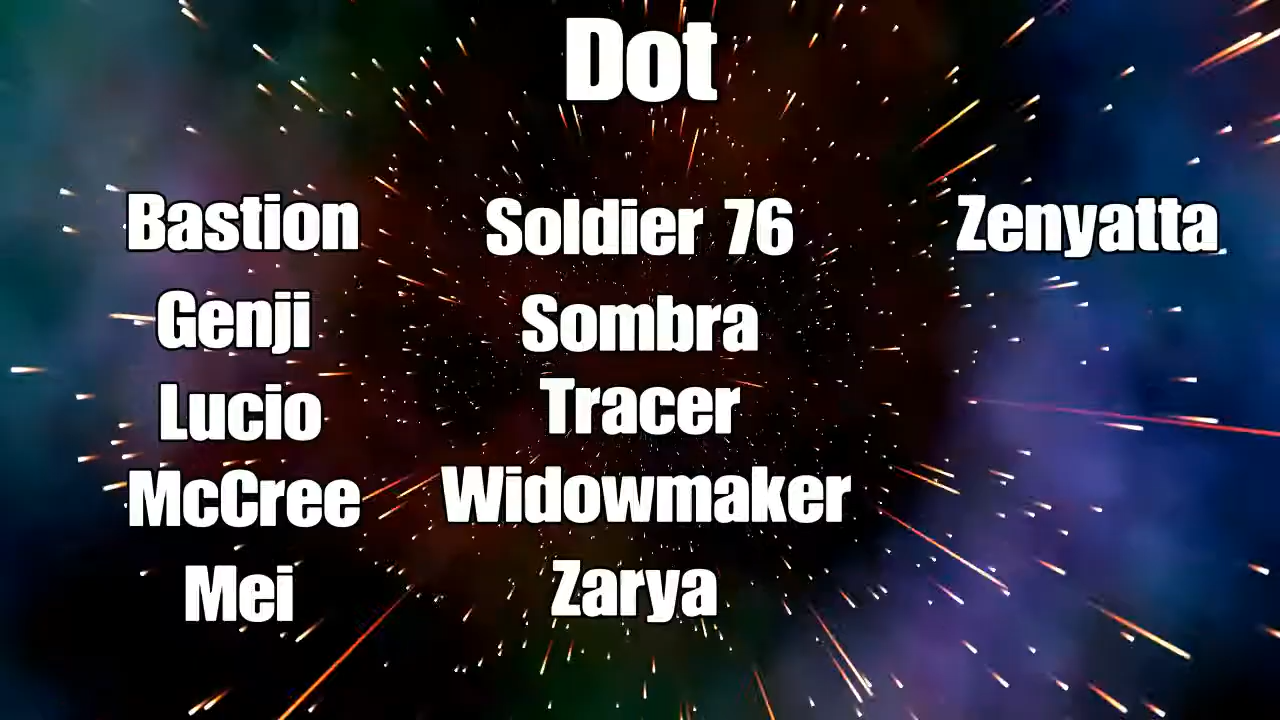 Dot
Bastion
Genji
Lucio
McCree
Mei
Soldier 76
Sombra
Tracer
Widowmaker
Zarya
Zenyatta